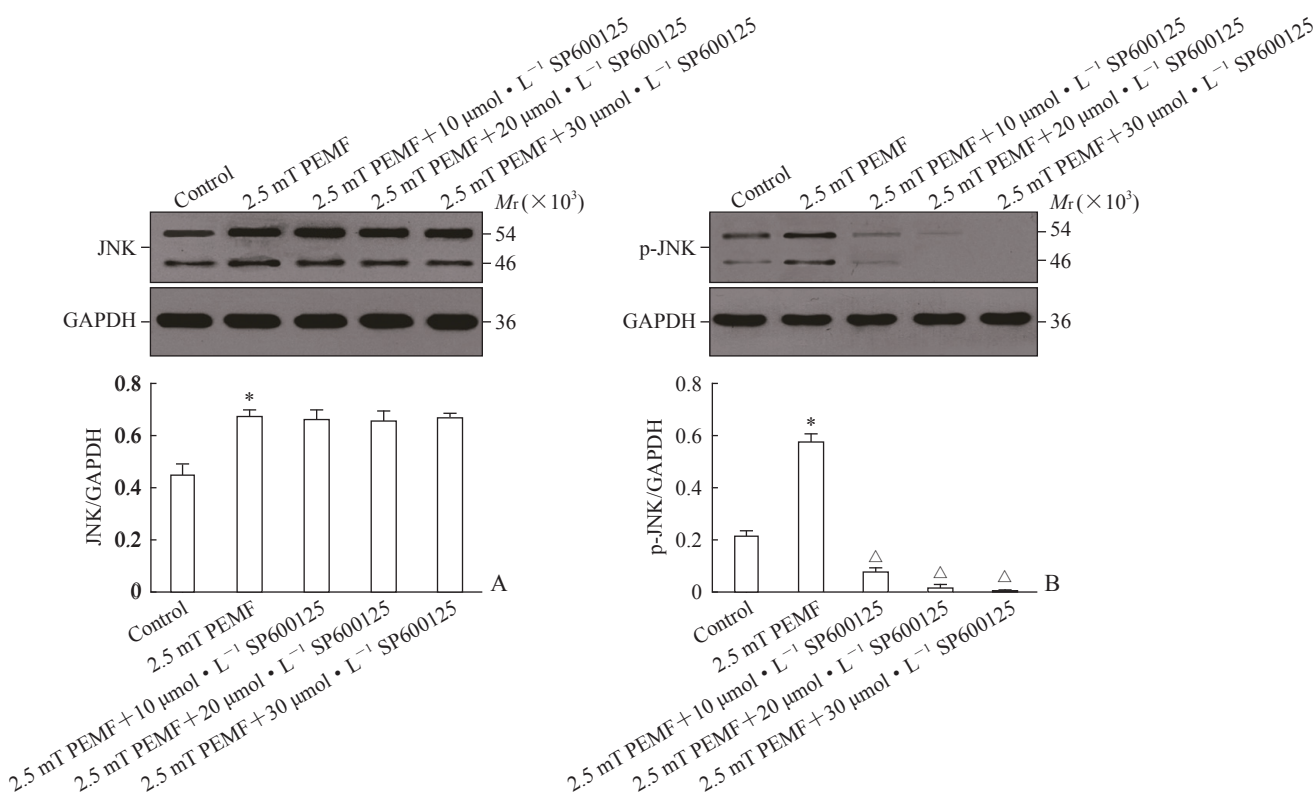 Control
2.5 mT PEMF
2.5 mT PEMF+10 μmol • L⁻¹ SP600125
2.5 mT PEMF+20 μmol • L⁻¹ SP600125
2.5 mT PEMF+30 μmol • L⁻¹ SP600125
Mr(×10³)
JNK
54
46
GAPDH
36
0.8
0.6
0.4
0.2
0
JNK/GAPDH
*
A
Control
2.5 mT PEMF
2.5 mT PEMF+10 μmol • L⁻¹ SP600125
2.5 mT PEMF+20 μmol • L⁻¹ SP600125
2.5 mT PEMF+30 μmol • L⁻¹ SP600125
Control
2.5 mT PEMF
2.5 mT PEMF+10 μmol • L⁻¹ SP600125
2.5 mT PEMF+20 μmol • L⁻¹ SP600125
2.5 mT PEMF+30 μmol • L⁻¹ SP600125
Mr(×10³)
p-JNK
54
46
GAPDH
36
0.8
0.6
0.4
0.2
0
p-JNK/GAPDH
*
△
△
△
B
Control
2.5 mT PEMF
2.5 mT PEMF+10 μmol • L⁻¹ SP600125
2.5 mT PEMF+20 μmol • L⁻¹ SP600125
2.5 mT PEMF+30 μmol • L⁻¹ SP600125